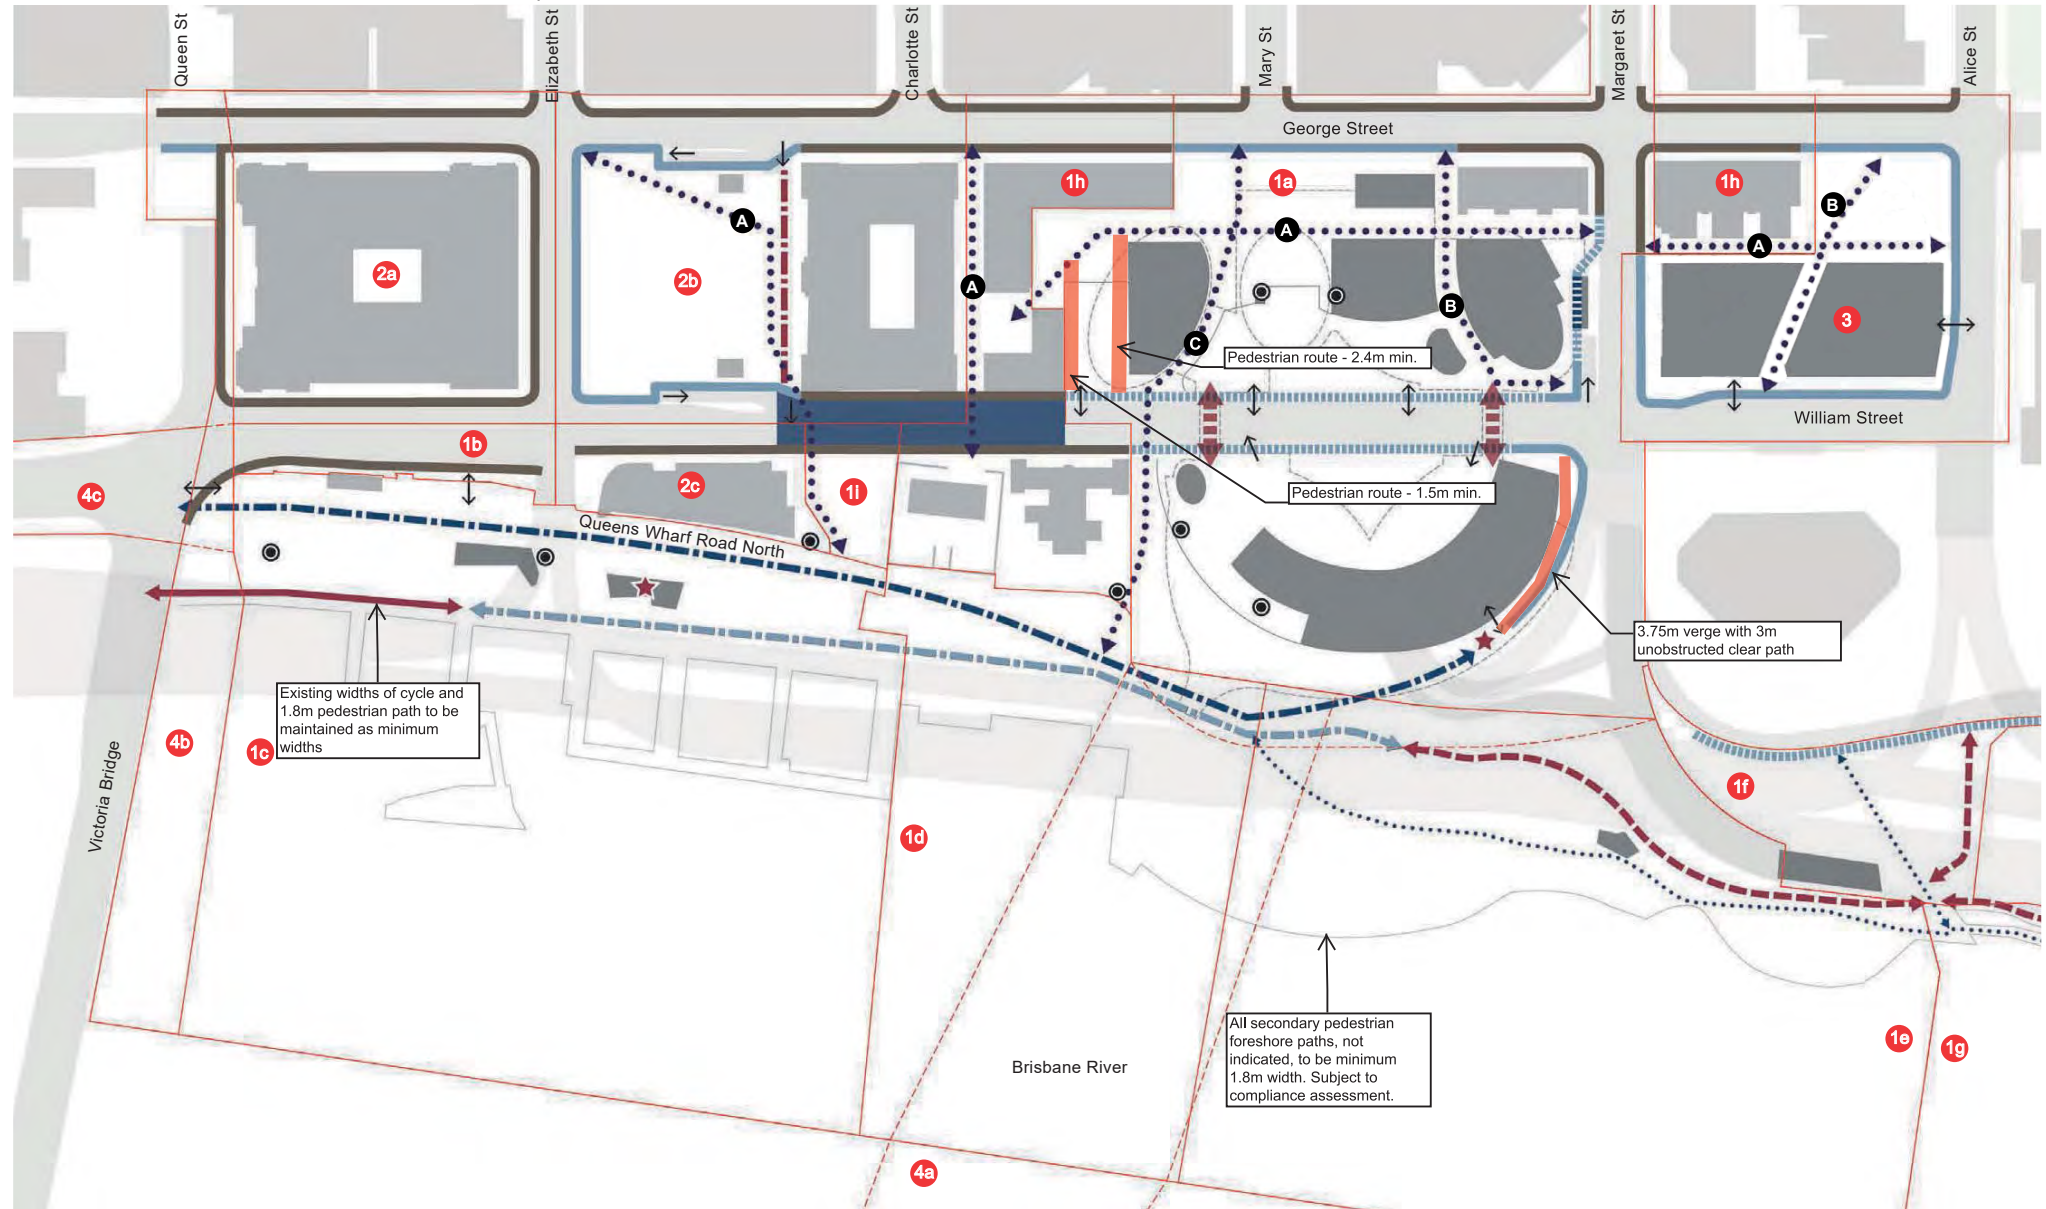 Queen St
Elizabeth St
Charlotte St
Mary St
Margaret St
Alice St
George Street
1h
1a
1h
A
B
A
A
2a
2b
A
B
3
C
Pedestrian route - 2.4m min.
William Street
1b
4c
2c
1i
Pedestrian route - 1.5m min.
Queens Wharf Road North
3.75m verge with 3m
unobstructed clear path
Existing widths of cycle and
1.8m pedestrian path to be
maintained as minimum
widths
4b
1c
Victoria Bridge
1d
1f
All secondary pedestrian
foreshore paths, not
indicated, to be minimum
1.8m width. Subject to
compliance assessment.
Brisbane River
1e
1g
4a